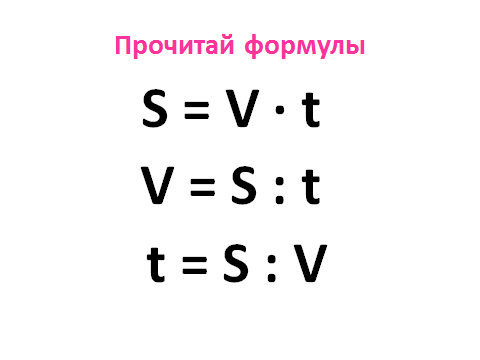 Прочитай формулы
S = V · t
V = S : t
t = S : V